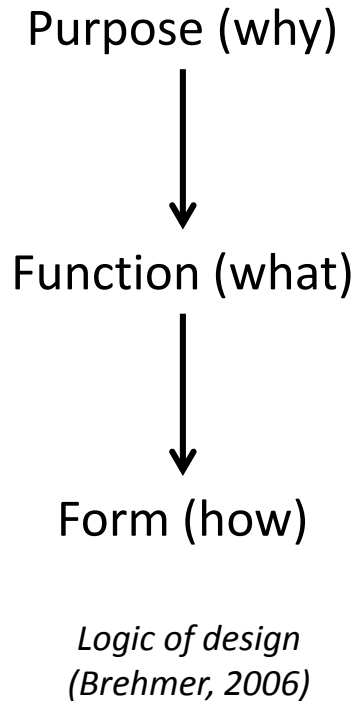 Purpose (why)
Function (what)
Form (how)
Logic of design
(Brehmer, 2006)